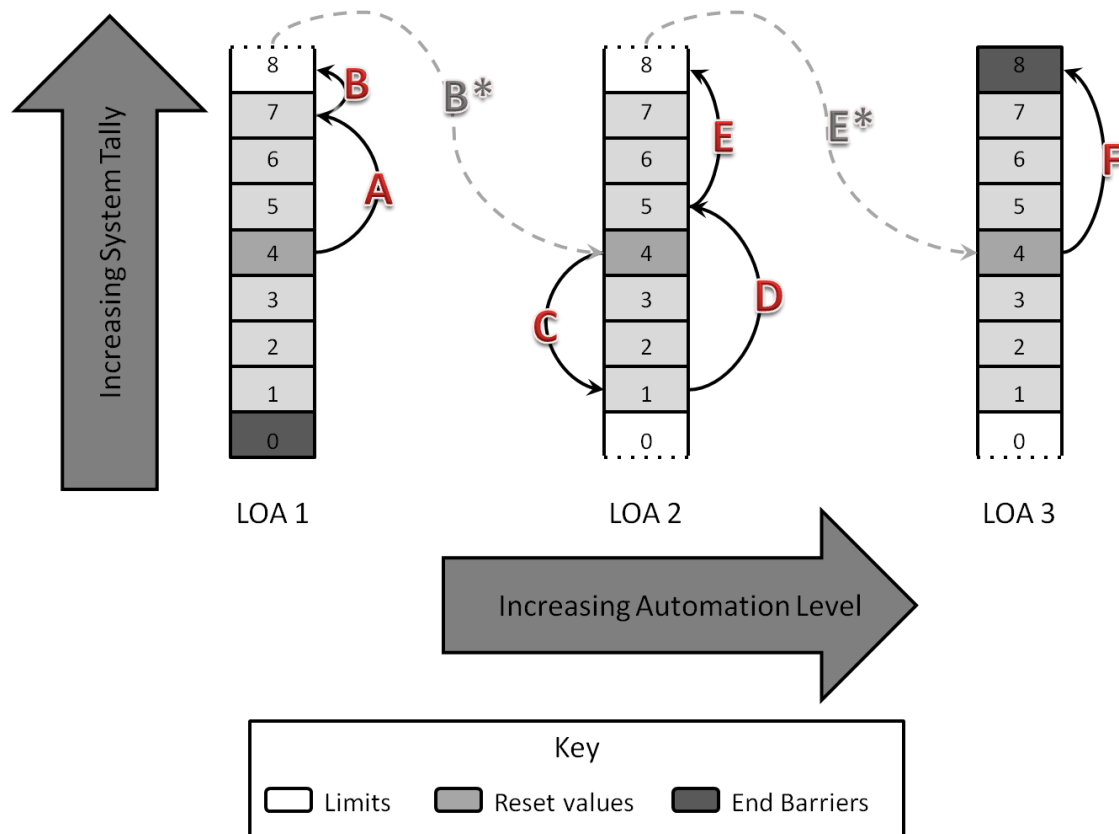 Increasing System Tally
8
7
6
5
4
3
2
1
0
LOA 1
A
B
B*
8
7
6
5
4
3
2
1
0
LOA 2
C
D
E
E*
8
7
6
5
4
3
2
1
0
LOA 3
F
Increasing Automation Level
Key
Limits
Reset values
End Barriers